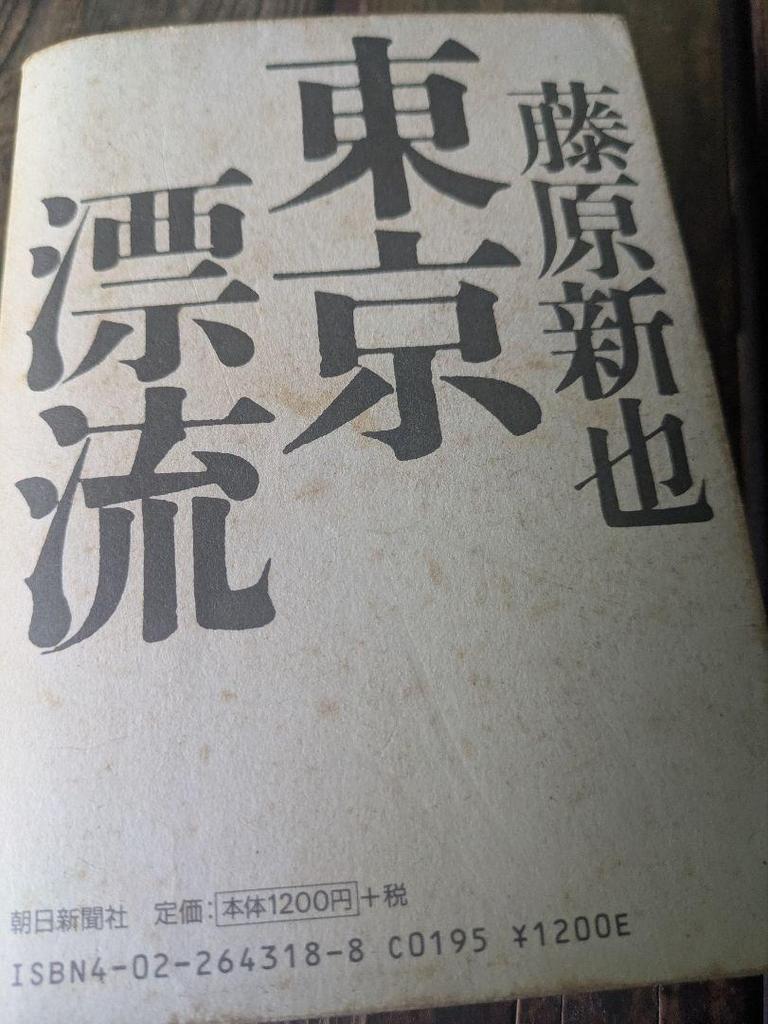 藤原新也
東京
漂流
朝日新聞社 定価:本体1200円+税
ISBN4-02-264318-8 C0195 ¥1200E